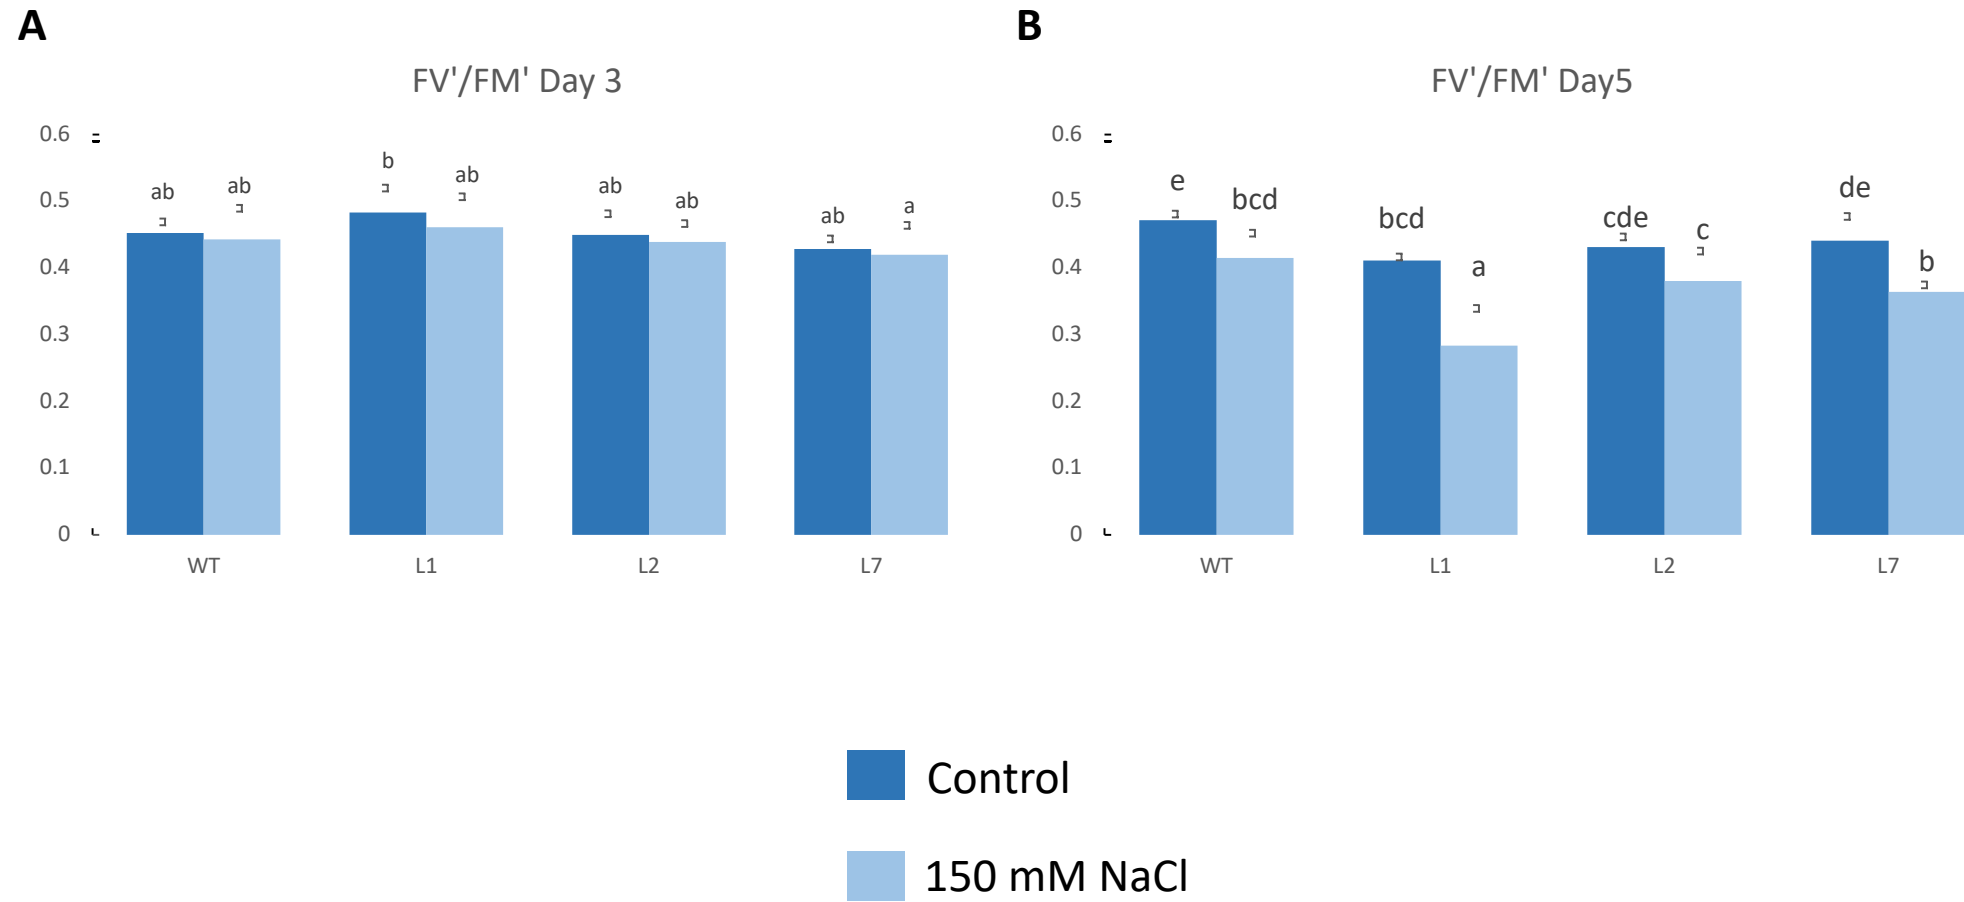 A
FV'/FM' Day 3
0.6
0.5
0.4
0.3
0.2
0.1
0
ab
ab
b
ab
ab
ab
ab
a
WT
L1
L2
L7
B
FV'/FM' Day5
0.6
0.5
0.4
0.3
0.2
0.1
0
e
bcd
bcd
a
cde
c
de
b
WT
L1
L2
L7
Control
150 mM NaCl